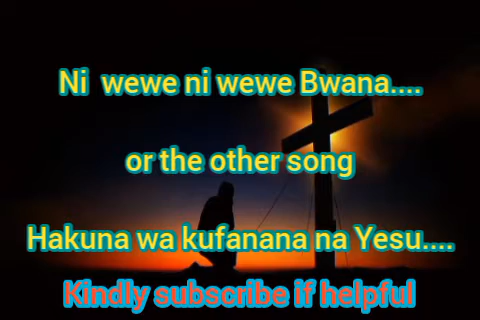 Ni wewe ni wewe Bwana....
or the other song
Hakuna wa kufanana na Yesu....
Kindly subscribe if helpful